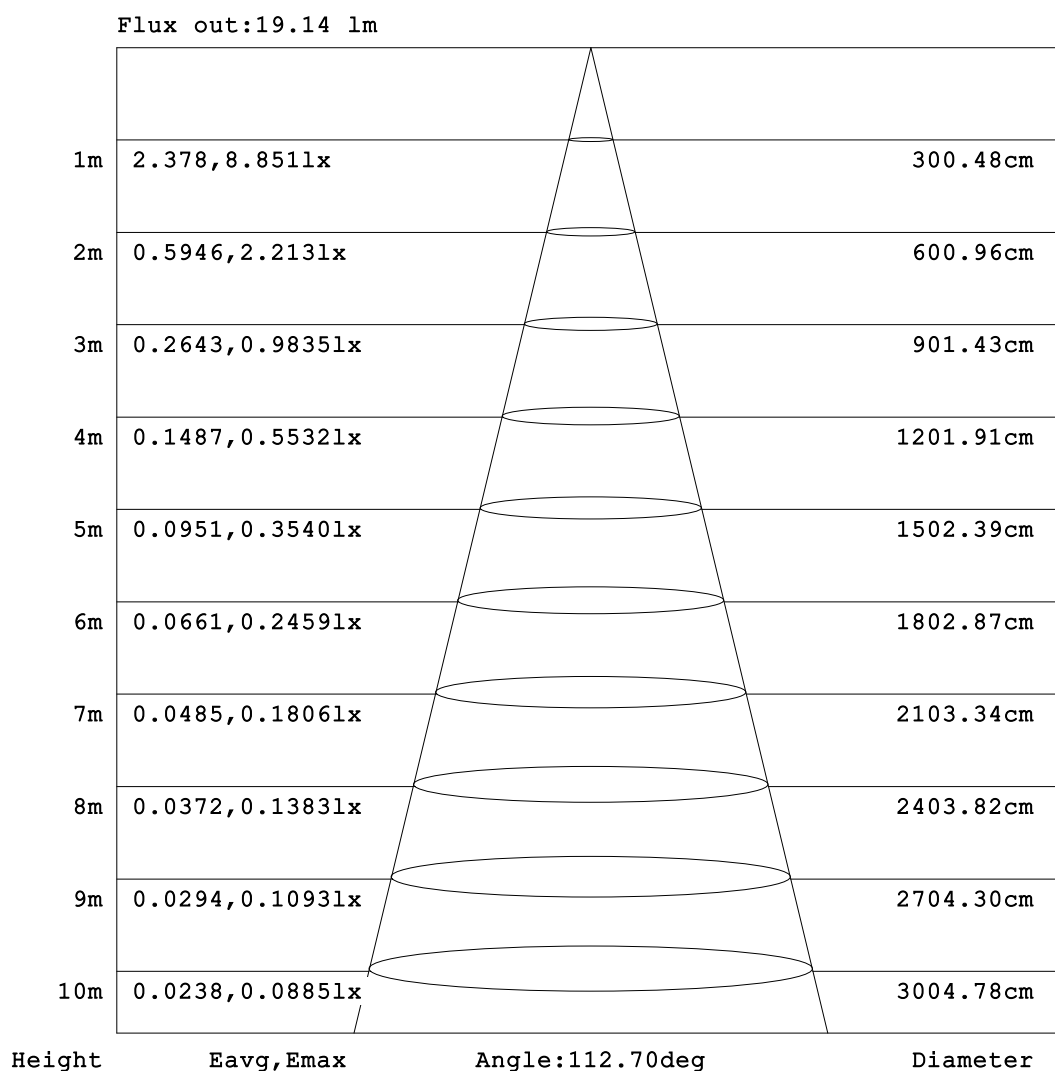 Flux out:19.14 lm
1m 2.378,8.851lx 300.48cm
2m 0.5946,2.213lx 600.96cm
3m 0.2643,0.9835lx 901.43cm
4m 0.1487,0.5532lx 1201.91cm
5m 0.0951,0.3540lx 1502.39cm
6m 0.0661,0.2459lx 1802.87cm
7m 0.0485,0.1806lx 2103.34cm
8m 0.0372,0.1383lx 2403.82cm
9m 0.0294,0.1093lx 2704.30cm
10m 0.0238,0.0885lx 3004.78cm
Height Eavg,Emax Angle:112.70deg Diameter